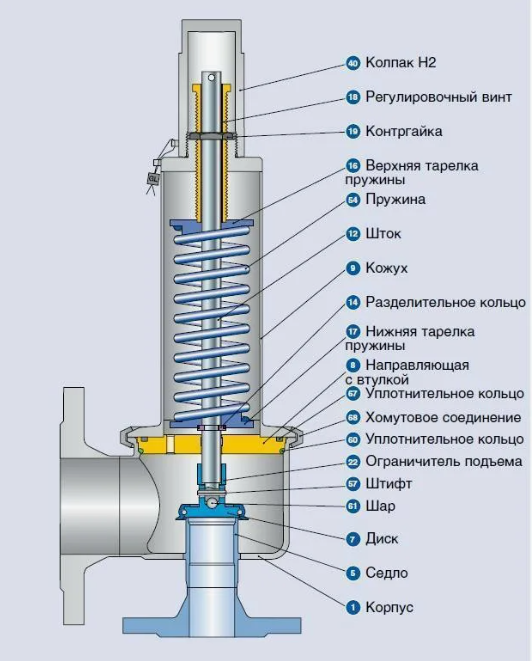 40 Колпак H2
18 Регулировочный винт
19 Контргайка
16 Верхняя тарелка
пружины
54 Пружина
12 Шток
9 Кожух
14 Разделительное кольцо
17 Нижняя тарелка
пружины
8 Направляющая
с втулкой
67 Уплотнительное кольцо
68 Хомутовое соединение
60 Уплотнительное кольцо
22 Ограничитель подъема
57 Штифт
61 Шар
7 Диск
5 Седло
1 Корпус